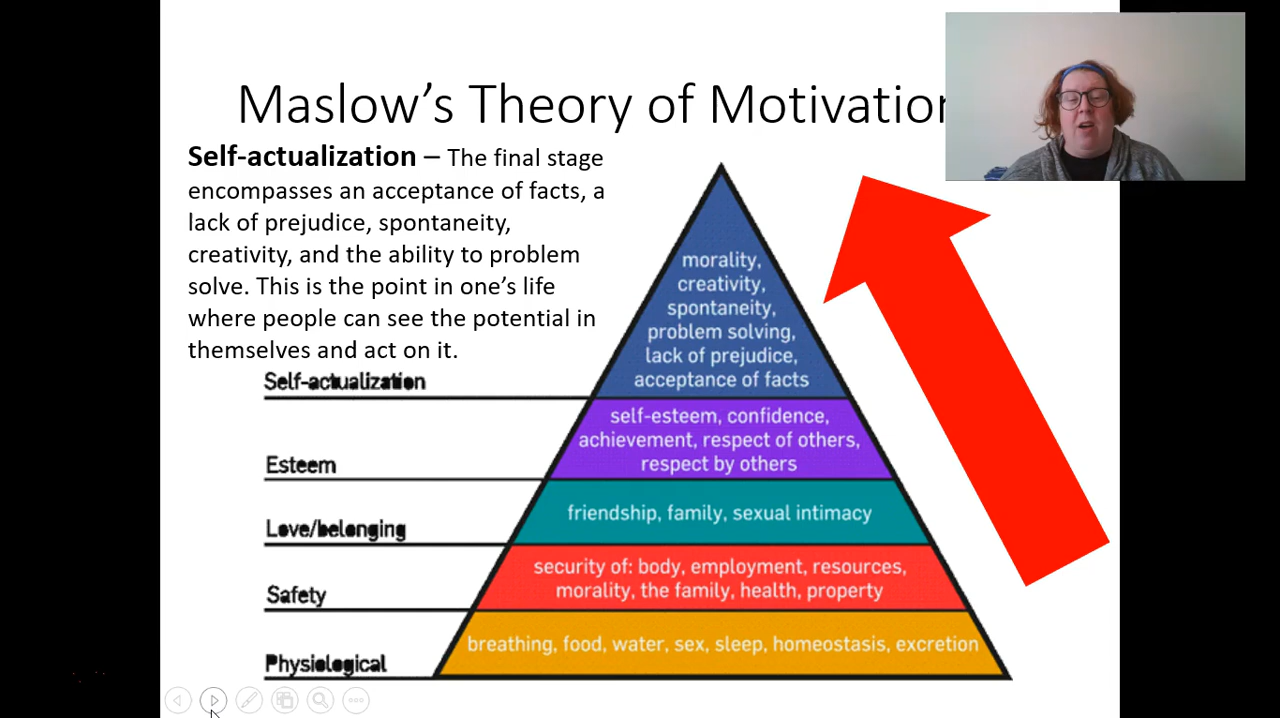 Maslow's Theory of Motivation
Self-actualization – The final stage
encompasses an acceptance of facts, a
lack of prejudice, spontaneity,
creativity, and the ability to problem
solve. This is the point in one's life
where people can see the potential in
themselves and act on it.
morality,
creativity,
spontaneity,
problem solving,
lack of prejudice,
acceptance of facts
Self-actualization
self-esteem, confidence,
achievement, respect of others,
respect by others
Esteem
friendship, family, sexual intimacy
Love/belonging
security of: body, employment, resources,
morality, the family, health, property
Safety
breathing, food, water, sex, sleep, homeostasis, excretion
Physiological